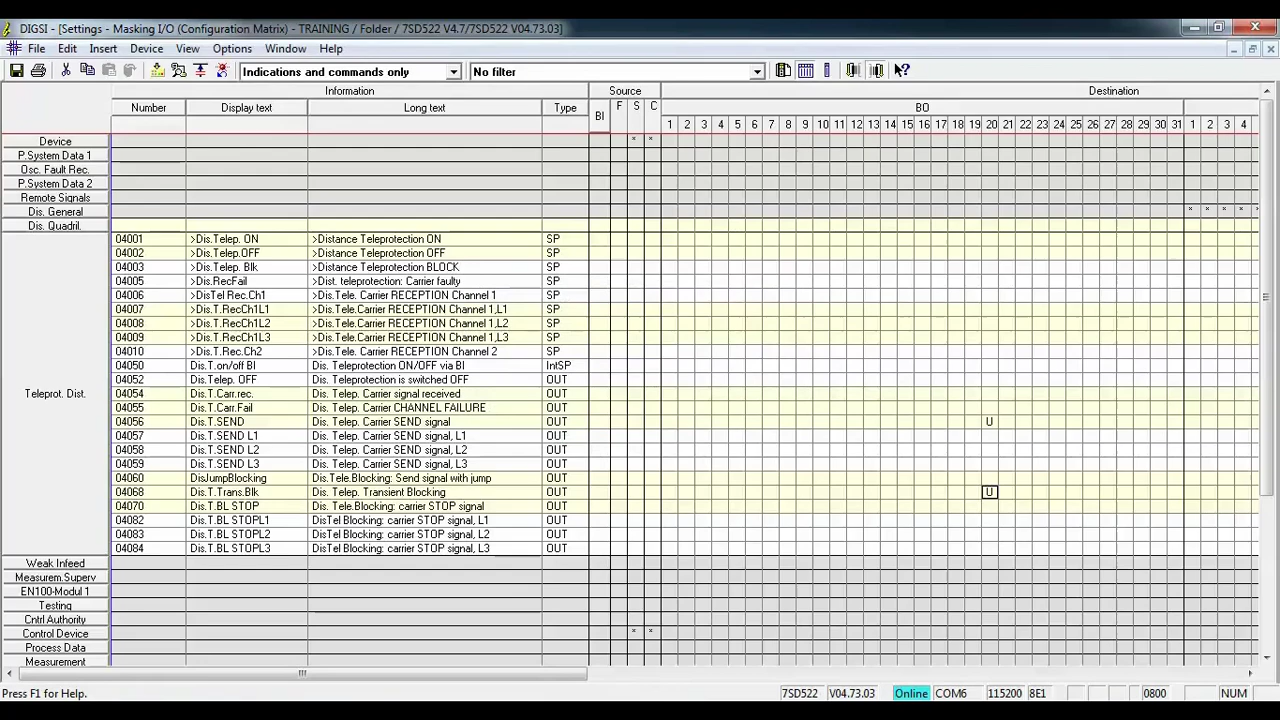 DIGSI - [Settings - Masking I/O (Configuration Matrix) - TRAINING / Folder / 7SD522 V4.7/7SD522 V04.73.03]
File Edit Insert Device View Options Window Help
Indications and commands only No filter
Information Source Destination
Number Display text Long text Type BI F S C BO
1 2 3 4 5 6 7 8 9 10 11 12 13 14 15 16 17 18 19 20 21 22 23 24 25 26 27 28 29 30 31 1 2 3 4
Device * *
P.System Data 1
Osc. Fault Rec.
P.System Data 2
Remote Signals
Dis. General * * * * *
Dis. Quadril.
Teleprot. Dist.
04001 >Dis.Telep. ON >Distance Teleprotection ON SP
04002 >Dis.Telep.OFF >Distance Teleprotection OFF SP
04003 >Dis.Telep. Blk >Distance Teleprotection BLOCK SP
04005 >Dis.RecFail >Dist. teleprotection: Carrier faulty SP
04006 >DisTel Rec.Ch1 >Dis.Tele. Carrier RECEPTION Channel 1 SP
04007 >Dis.T.RecCh1L1 >Dis.Tele.Carrier RECEPTION Channel 1,L1 SP
04008 >Dis.T.RecCh1L2 >Dis.Tele.Carrier RECEPTION Channel 1,L2 SP
04009 >Dis.T.RecCh1L3 >Dis.Tele.Carrier RECEPTION Channel 1,L3 SP
04010 >Dis.T.Rec.Ch2 >Dis.Tele. Carrier RECEPTION Channel 2 SP
04050 Dis.T.on/off BI Dis. Teleprotection ON/OFF via BI IntSP
04052 Dis.Telep. OFF Dis. Teleprotection is switched OFF OUT
04054 Dis.T.Carr.rec. Dis. Telep. Carrier signal received OUT
04055 Dis.T.Carr.Fail Dis. Telep. Carrier CHANNEL FAILURE OUT
04056 Dis.T.SEND Dis. Telep. Carrier SEND signal OUT U
04057 Dis.T.SEND L1 Dis. Telep. Carrier SEND signal, L1 OUT
04058 Dis.T.SEND L2 Dis. Telep. Carrier SEND signal, L2 OUT
04059 Dis.T.SEND L3 Dis. Telep. Carrier SEND signal, L3 OUT
04060 DisJumpBlocking Dis.Tele.Blocking: Send signal with jump OUT
04068 Dis.T.Trans.Blk Dis. Telep. Transient Blocking OUT U
04070 Dis.T.BL STOP Dis. Tele.Blocking: carrier STOP signal OUT
04082 Dis.T.BL STOPL1 DisTel Blocking: carrier STOP signal, L1 OUT
04083 Dis.T.BL STOPL2 DisTel Blocking: carrier STOP signal, L2 OUT
04084 Dis.T.BL STOPL3 DisTel Blocking: carrier STOP signal, L3 OUT
Weak Infeed
Measurem.Superv
EN100-Modul 1
Testing
Cntrl Authority
Control Device * *
Process Data
Measurement
Press F1 for Help. 7SD522 V04.73.03 Online COM6 115200 8E1 0800 NUM